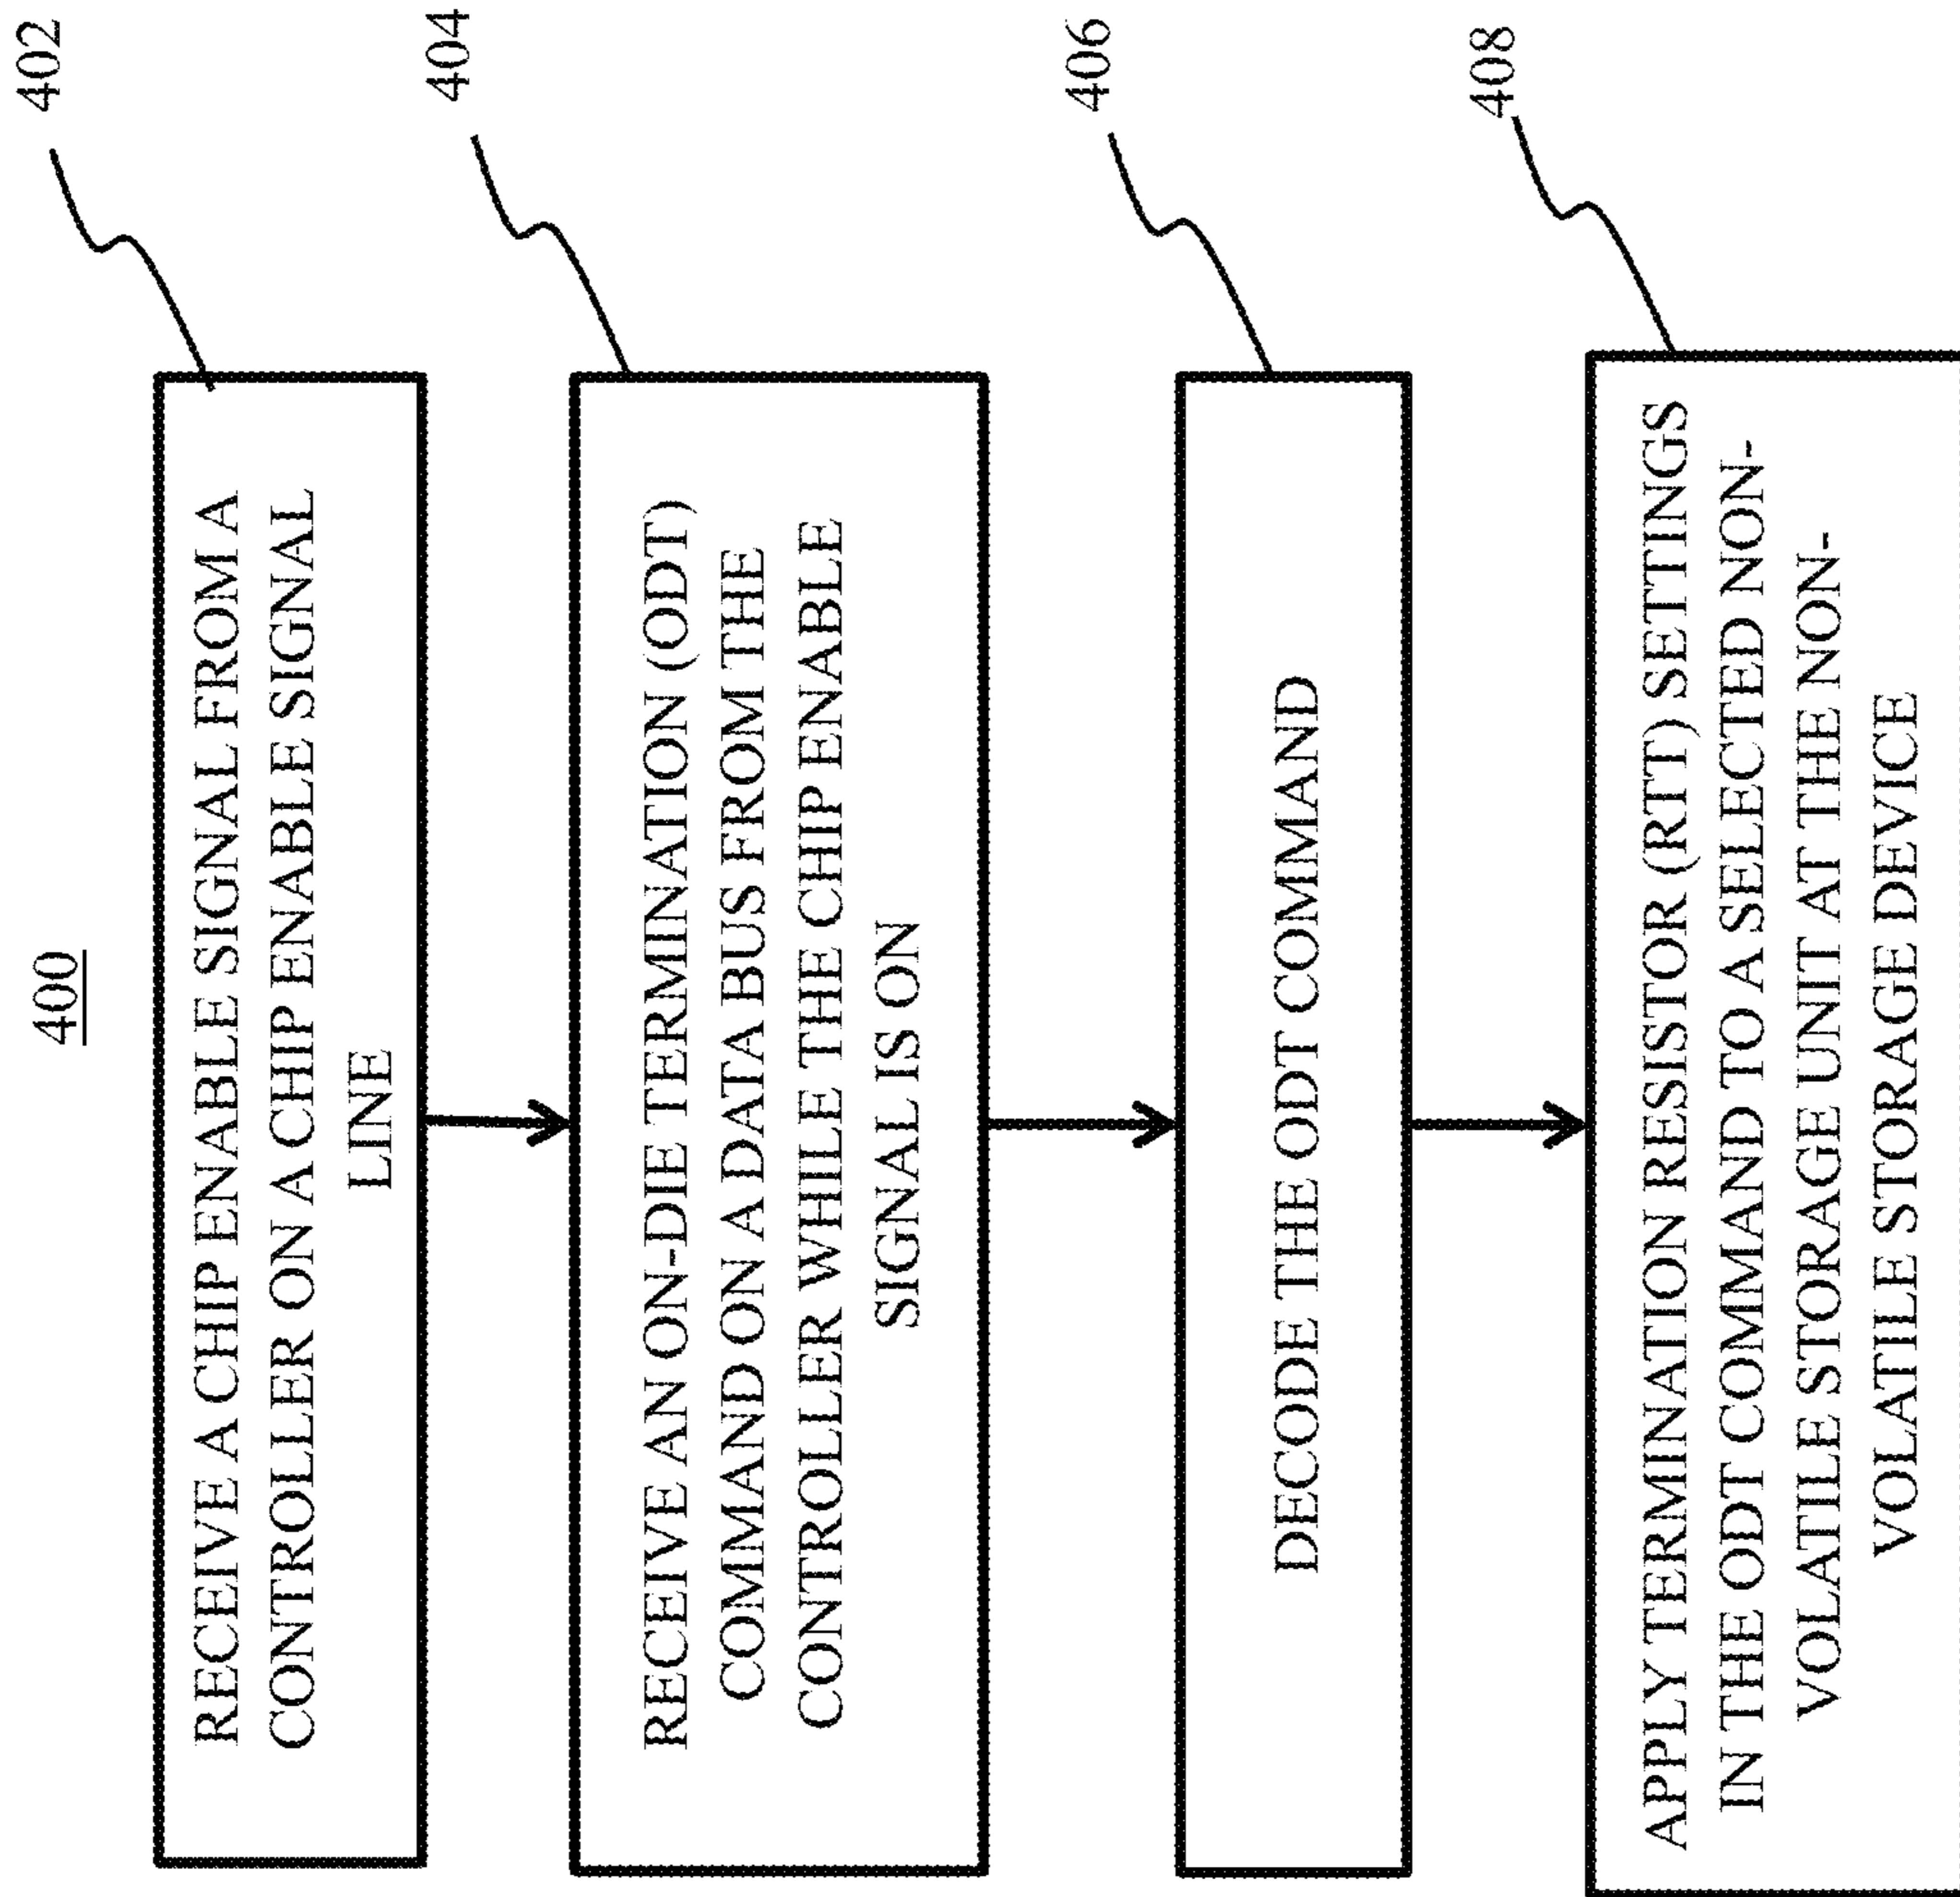 400
RECEIVE A CHIP ENABLE SIGNAL FROM A
CONTROLLER ON A CHIP ENABLE SIGNAL
LINE
402
RECEIVE AN ON-DIE TERMINATION (ODT)
COMMAND ON A DATA BUS FROM THE
CONTROLLER WHILE THE CHIP ENABLE
SIGNAL IS ON
404
DECODE THE ODT COMMAND
406
APPLY TERMINATION RESISTOR (RTT) SETTINGS
IN THE ODT COMMAND TO A SELECTED NON-
VOLATILE STORAGE UNIT AT THE NON-
VOLATILE STORAGE DEVICE
408